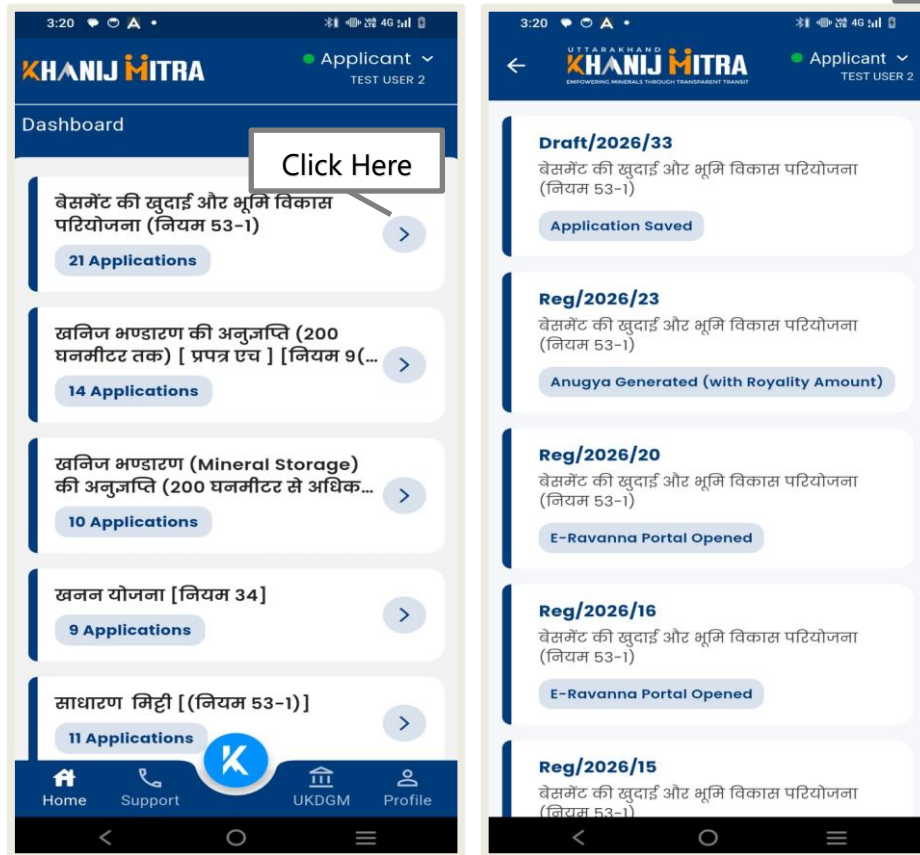 3:20
4G
KHANIJ MITRA
Applicant
TEST USER 2
Dashboard
Click Here
बेसमेंट की खुदाई और भूमि विकास
परियोजना (नियम 53-1)
21 Applications
खनिज भण्डारण की अनुज्ञप्ति (200
घनमीटर तक) [ प्रपत्र एच ] [नियम 9(...
14 Applications
खनिज भण्डारण (Mineral Storage)
की अनुज्ञप्ति (200 घनमीटर से अधिक...
10 Applications
खनन योजना [नियम 34]
9 Applications
साधारण मिट्टी [(नियम 53-1)]
11 Applications
K
Home
Support
UKDGM
Profile
3:20
4G
UTTARAKHAND
KHANIJ MITRA
EMPOWERING MINERALS THROUGH TRANSPARENT TRANSIT
Applicant
TEST USER 2
Draft/2026/33
बेसमेंट की खुदाई और भूमि विकास परियोजना
(नियम 53-1)
Application Saved
Reg/2026/23
बेसमेंट की खुदाई और भूमि विकास परियोजना
(नियम 53-1)
Anugya Generated (with Royality Amount)
Reg/2026/20
बेसमेंट की खुदाई और भूमि विकास परियोजना
(नियम 53-1)
E-Ravanna Portal Opened
Reg/2026/16
बेसमेंट की खुदाई और भूमि विकास परियोजना
(नियम 53-1)
E-Ravanna Portal Opened
Reg/2026/15
बेसमेंट की खुदाई और भूमि विकास परियोजना
(नियम 53-1)